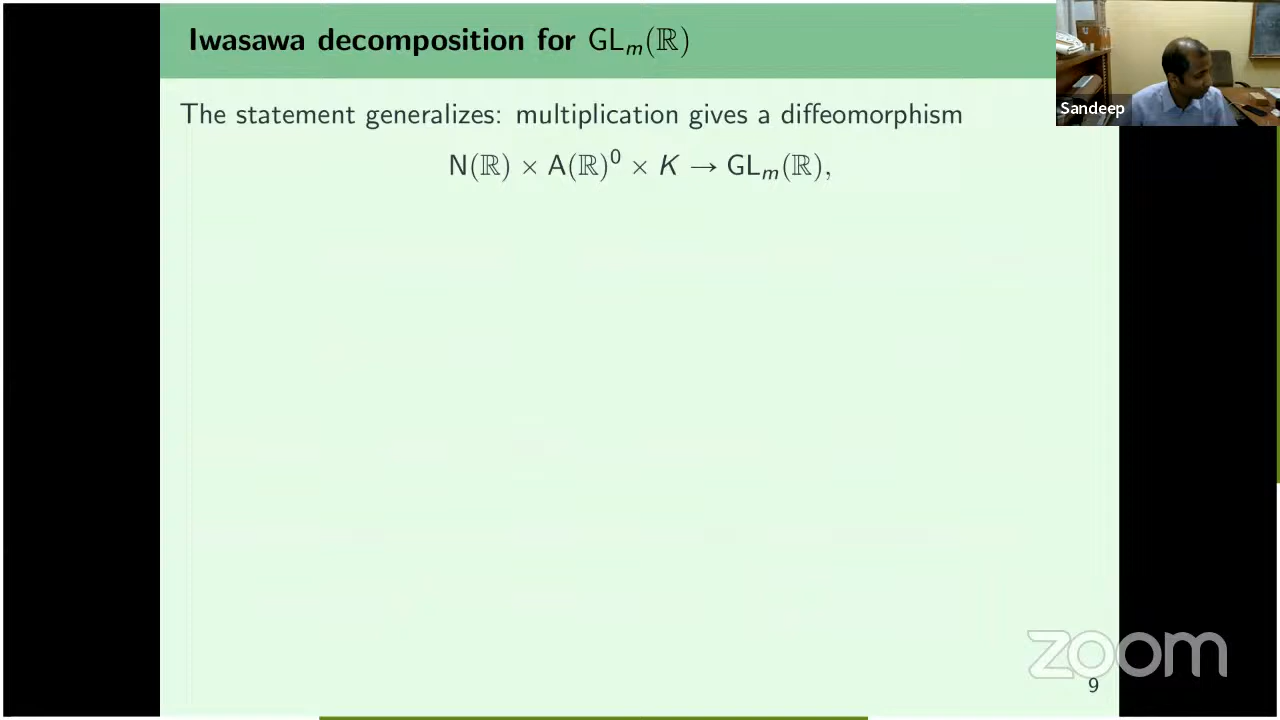 Iwasawa decomposition for GLₘ(ℝ)
Sandeep
The statement generalizes: multiplication gives a diffeomorphism
N(ℝ) × A(ℝ)⁰ × K → GLₘ(ℝ),
zoom
9